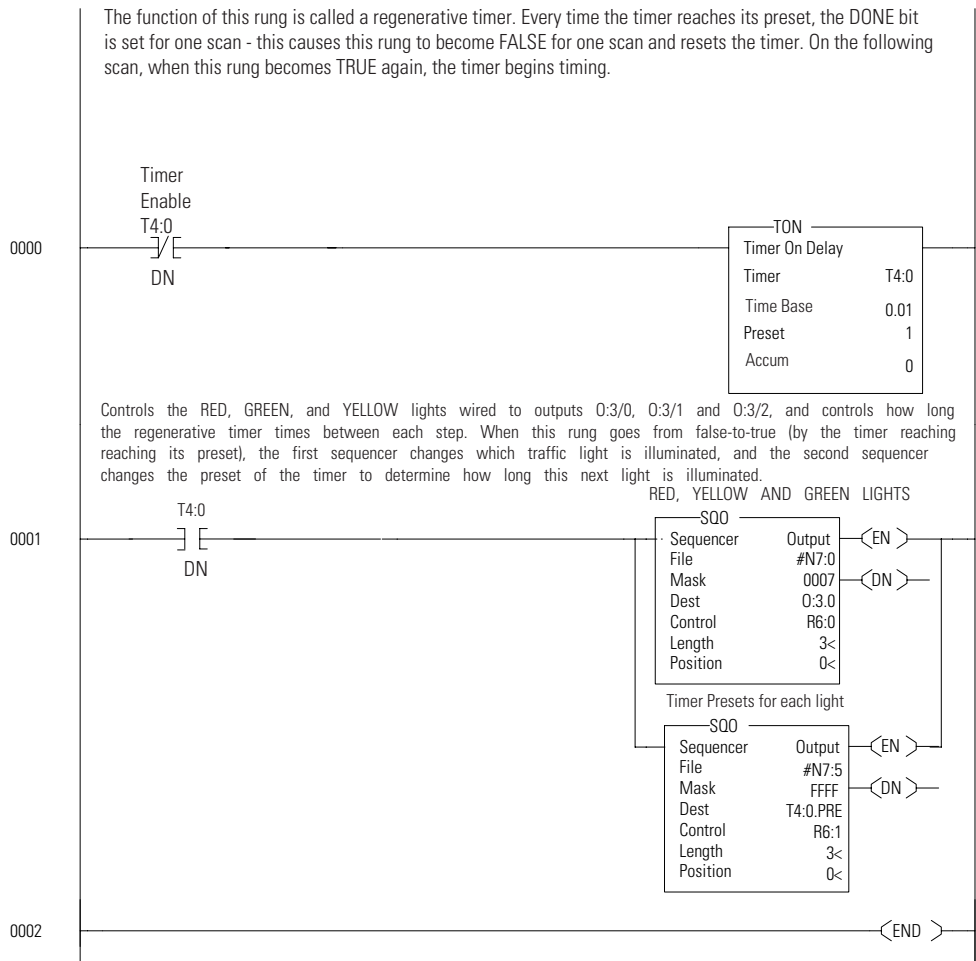 The function of this rung is called a regenerative timer. Every time the timer reaches its preset, the DONE bit
is set for one scan - this causes this rung to become FALSE for one scan and resets the timer. On the following
scan, when this rung becomes TRUE again, the timer begins timing.
Timer
Enable
T4:0
DN
0000
TON
Timer On Delay
Timer T4:0
Time Base 0.01
Preset 1
Accum 0
Controls the RED, GREEN, and YELLOW lights wired to outputs O:3/0, O:3/1 and O:3/2, and controls how long
the regenerative timer times between each step. When this rung goes from false-to-true (by the timer reaching
reaching its preset), the first sequencer changes which traffic light is illuminated, and the second sequencer
changes the preset of the timer to determine how long this next light is illuminated.
RED, YELLOW AND GREEN LIGHTS
T4:0
DN
0001
SQO
Sequencer Output EN
File #N7:0
Mask 0007 DN
Dest O:3.0
Control R6:0
Length 3<
Position 0<
Timer Presets for each light
SQO
Sequencer Output EN
File #N7:5
Mask FFFF DN
Dest T4:0.PRE
Control R6:1
Length 3<
Position 0<
0002 END